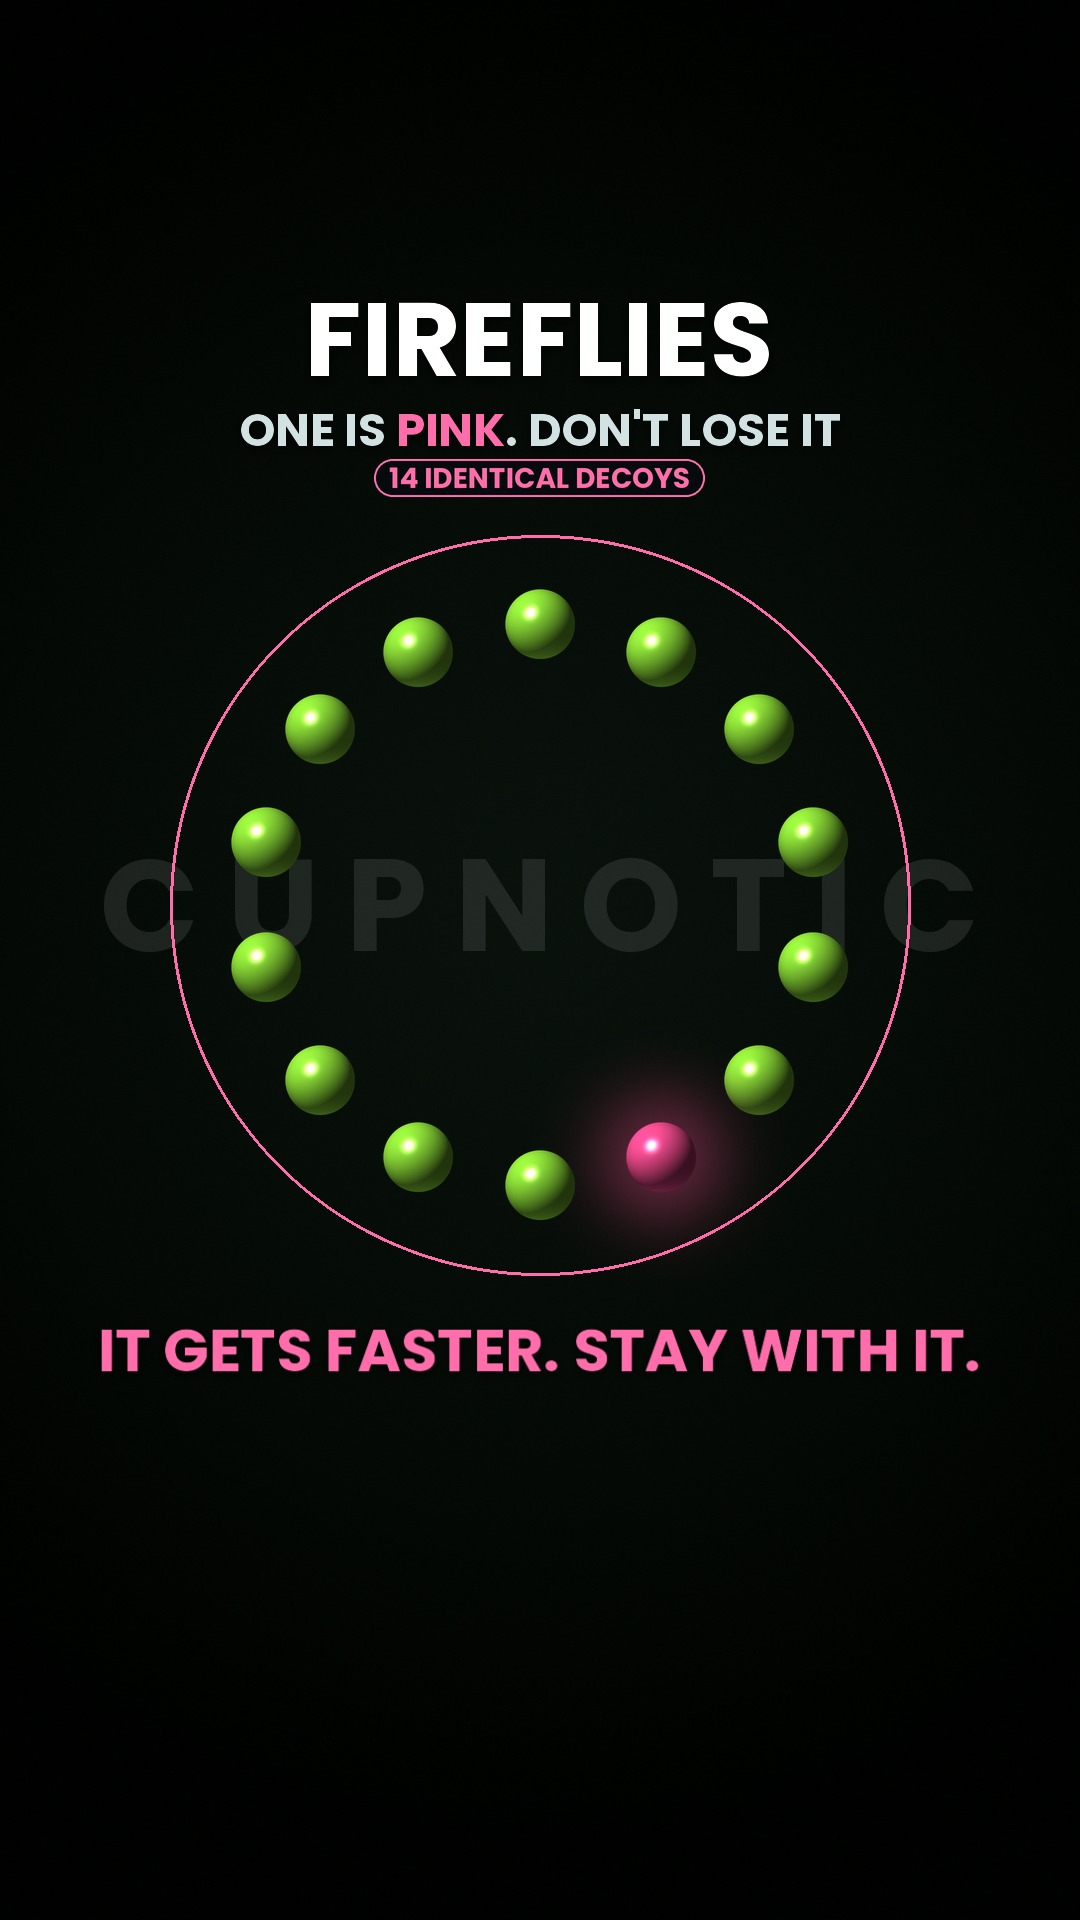 FIREFLIES
ONE IS PINK. DON'T LOSE IT
14 IDENTICAL DECOYS
CUPNOTIC
IT GETS FASTER. STAY WITH IT.